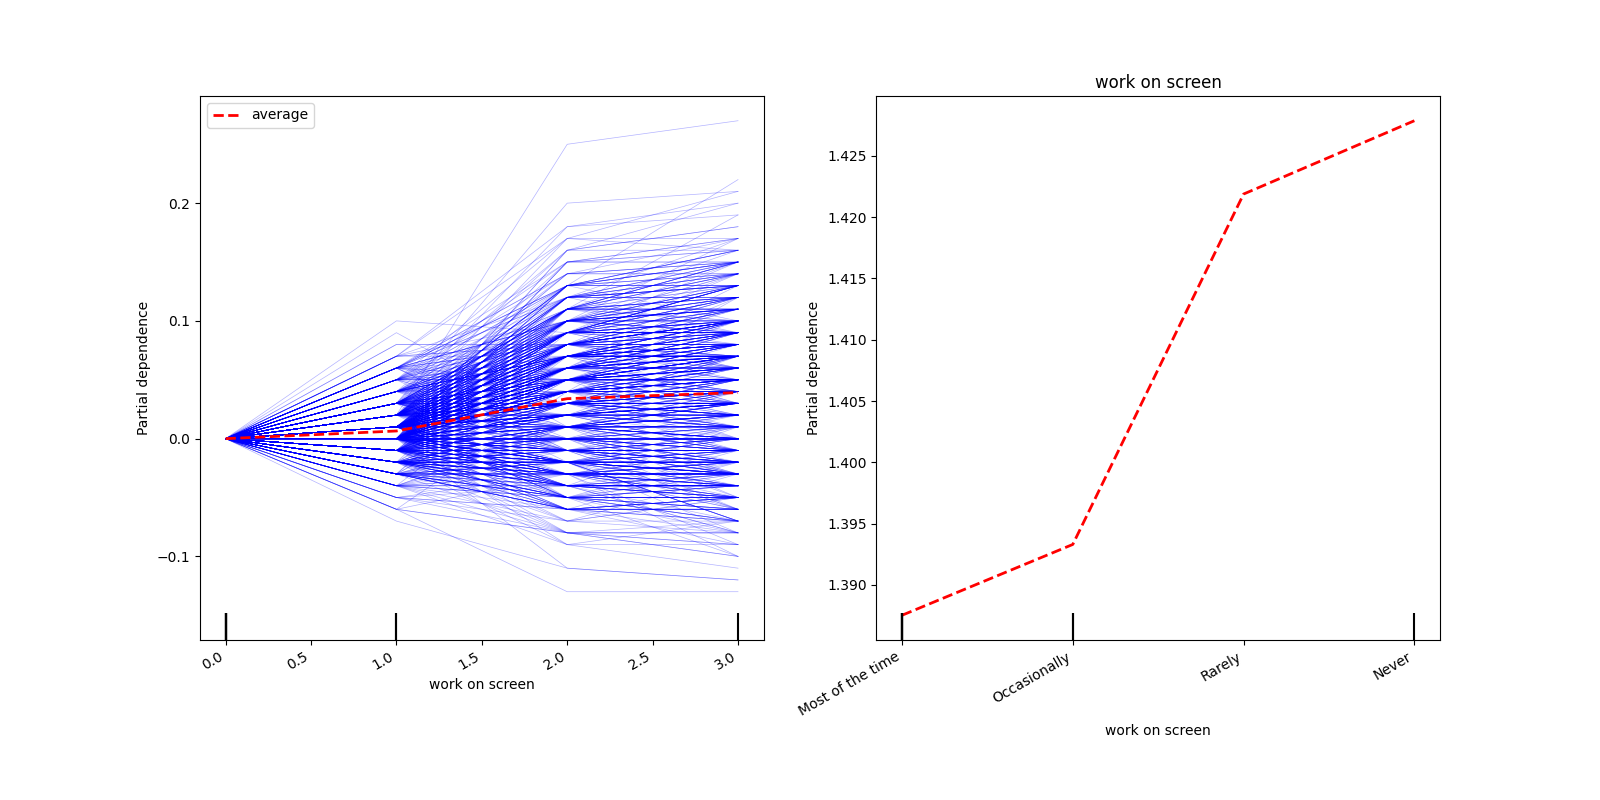 average
Partial dependence
0.2
0.1
0.0
−0.1
0.0
0.5
1.0
1.5
2.0
2.5
3.0
work on screen
work on screen
Partial dependence
1.425
1.420
1.415
1.410
1.405
1.400
1.395
1.390
Most of the time
Occasionally
Rarely
Never
work on screen